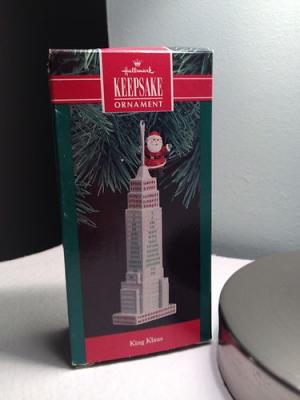 Hallmark
KEEPSAKE
ORNAMENT
King Klaus